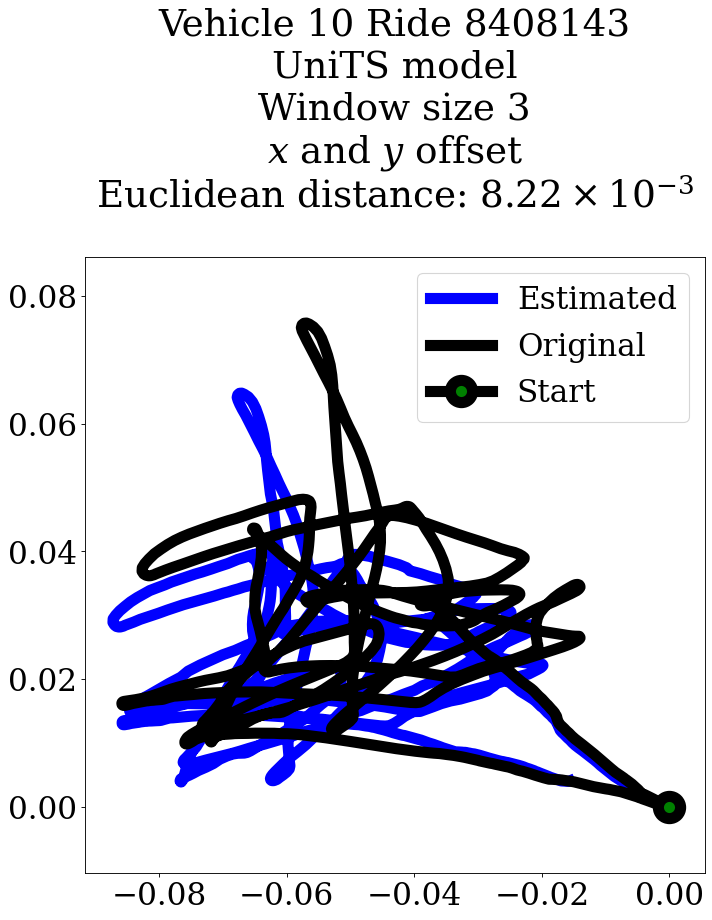 Vehicle 10 Ride 8408143
UniTS model
Window size 3
x and y offset
Euclidean distance: 8.22 × 10⁻³
Estimated
Original
Start
0.08
0.06
0.04
0.02
0.00
−0.08 −0.06 −0.04 −0.02 0.00